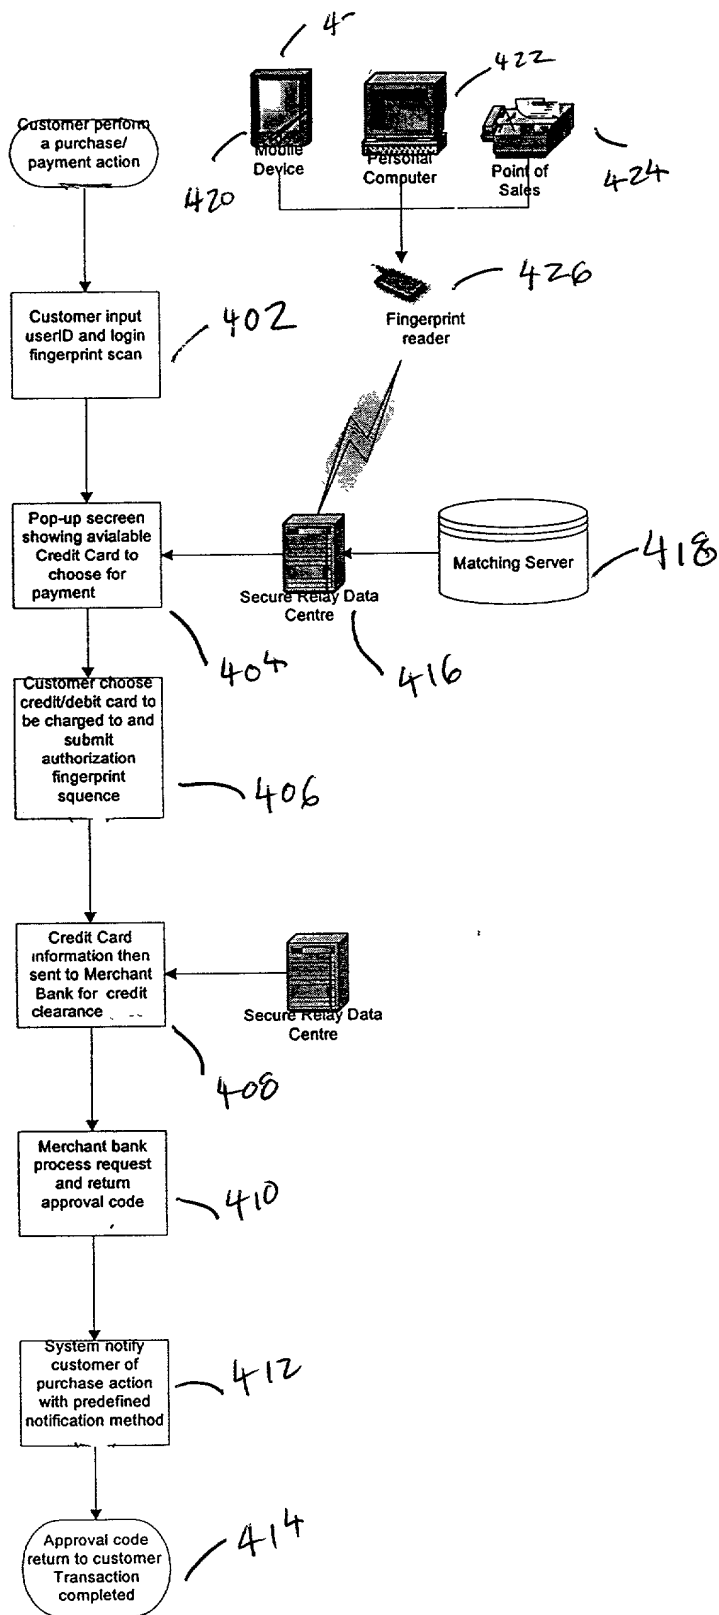 4
422
Customer perform
a purchase/
payment action
Mobile
Device
420
Personal
Computer
Point of
Sales
424
426
Fingerprint
reader
Customer input
userID and login
fingerprint scan
402
Pop-up secreen
showing avialable
Credit Card to
choose for
payment
404
Secure Relay Data
Centre
416
Matching Server
418
Customer choose
credit/debit card to
be charged to and
submit
authorization
fingerprint
squence
406
Credit Card
information then
sent to Merchant
Bank for credit
clearance
408
Secure Relay Data
Centre
Merchant bank
process request
and return
approval code
410
System notify
customer of
purchase action
with predefined
notification method
412
Approval code
return to customer
Transaction
completed
414